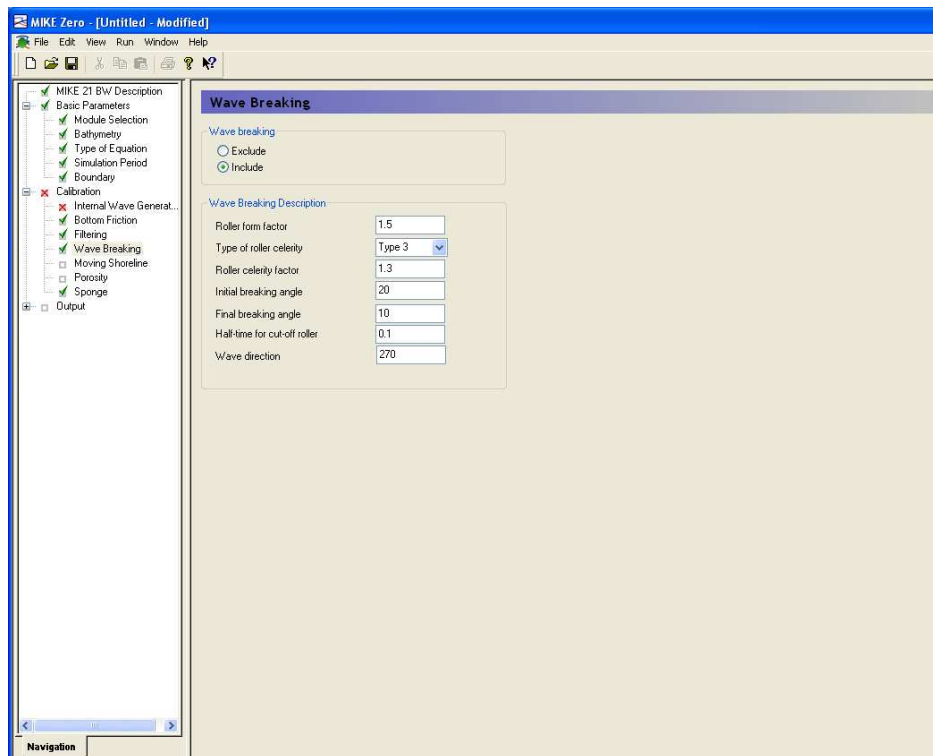 MIKE Zero - [Untitled - Modified]
File Edit View Run Window Help
MIKE 21 BW Description
Basic Parameters
Module Selection
Bathymetry
Type of Equation
Simulation Period
Boundary
Calibration
Internal Wave Generat...
Bottom Friction
Filtering
Wave Breaking
Moving Shoreline
Porosity
Sponge
Output
Navigation
Wave Breaking
Wave breaking
Exclude
Include
Wave Breaking Description
Roller form factor 1.5
Type of roller celerity Type 3
Roller celerity factor 1.3
Initial breaking angle 20
Final breaking angle 10
Half-time for cut-off roller 0.1
Wave direction 270